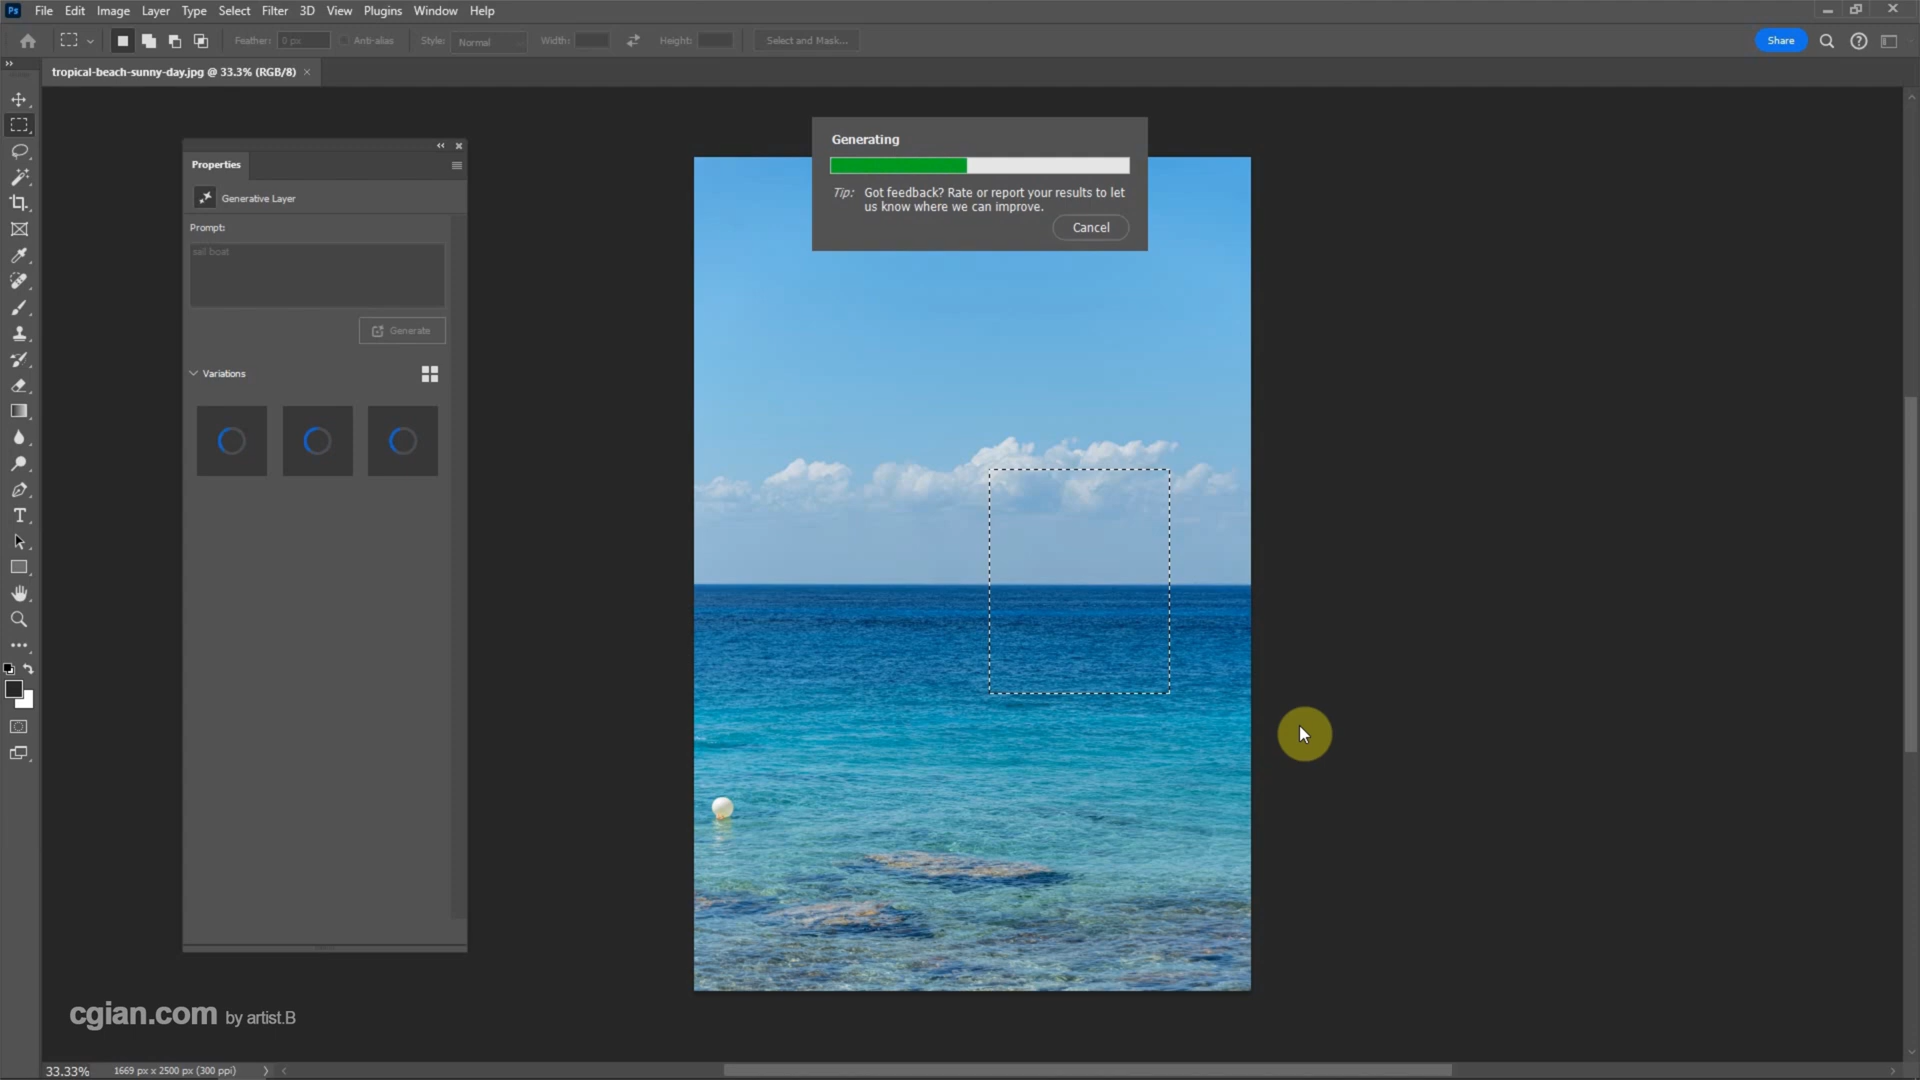 Ps File Edit Image Layer Type Select Filter 3D View Plugins Window Help
Feather: 0 px Anti-alias Style: Normal Width: Height: Select and Mask... Share
tropical-beach-sunny-day.jpg @ 33.3% (RGB/8)
Generating
Tip: Got feedback? Rate or report your results to let
us know where we can improve.
Cancel
Properties
Generative Layer
Prompt:
sail boat
Generate
Variations
cgian.com by artist.B
33.33% 1669 px x 2500 px (300 ppi)